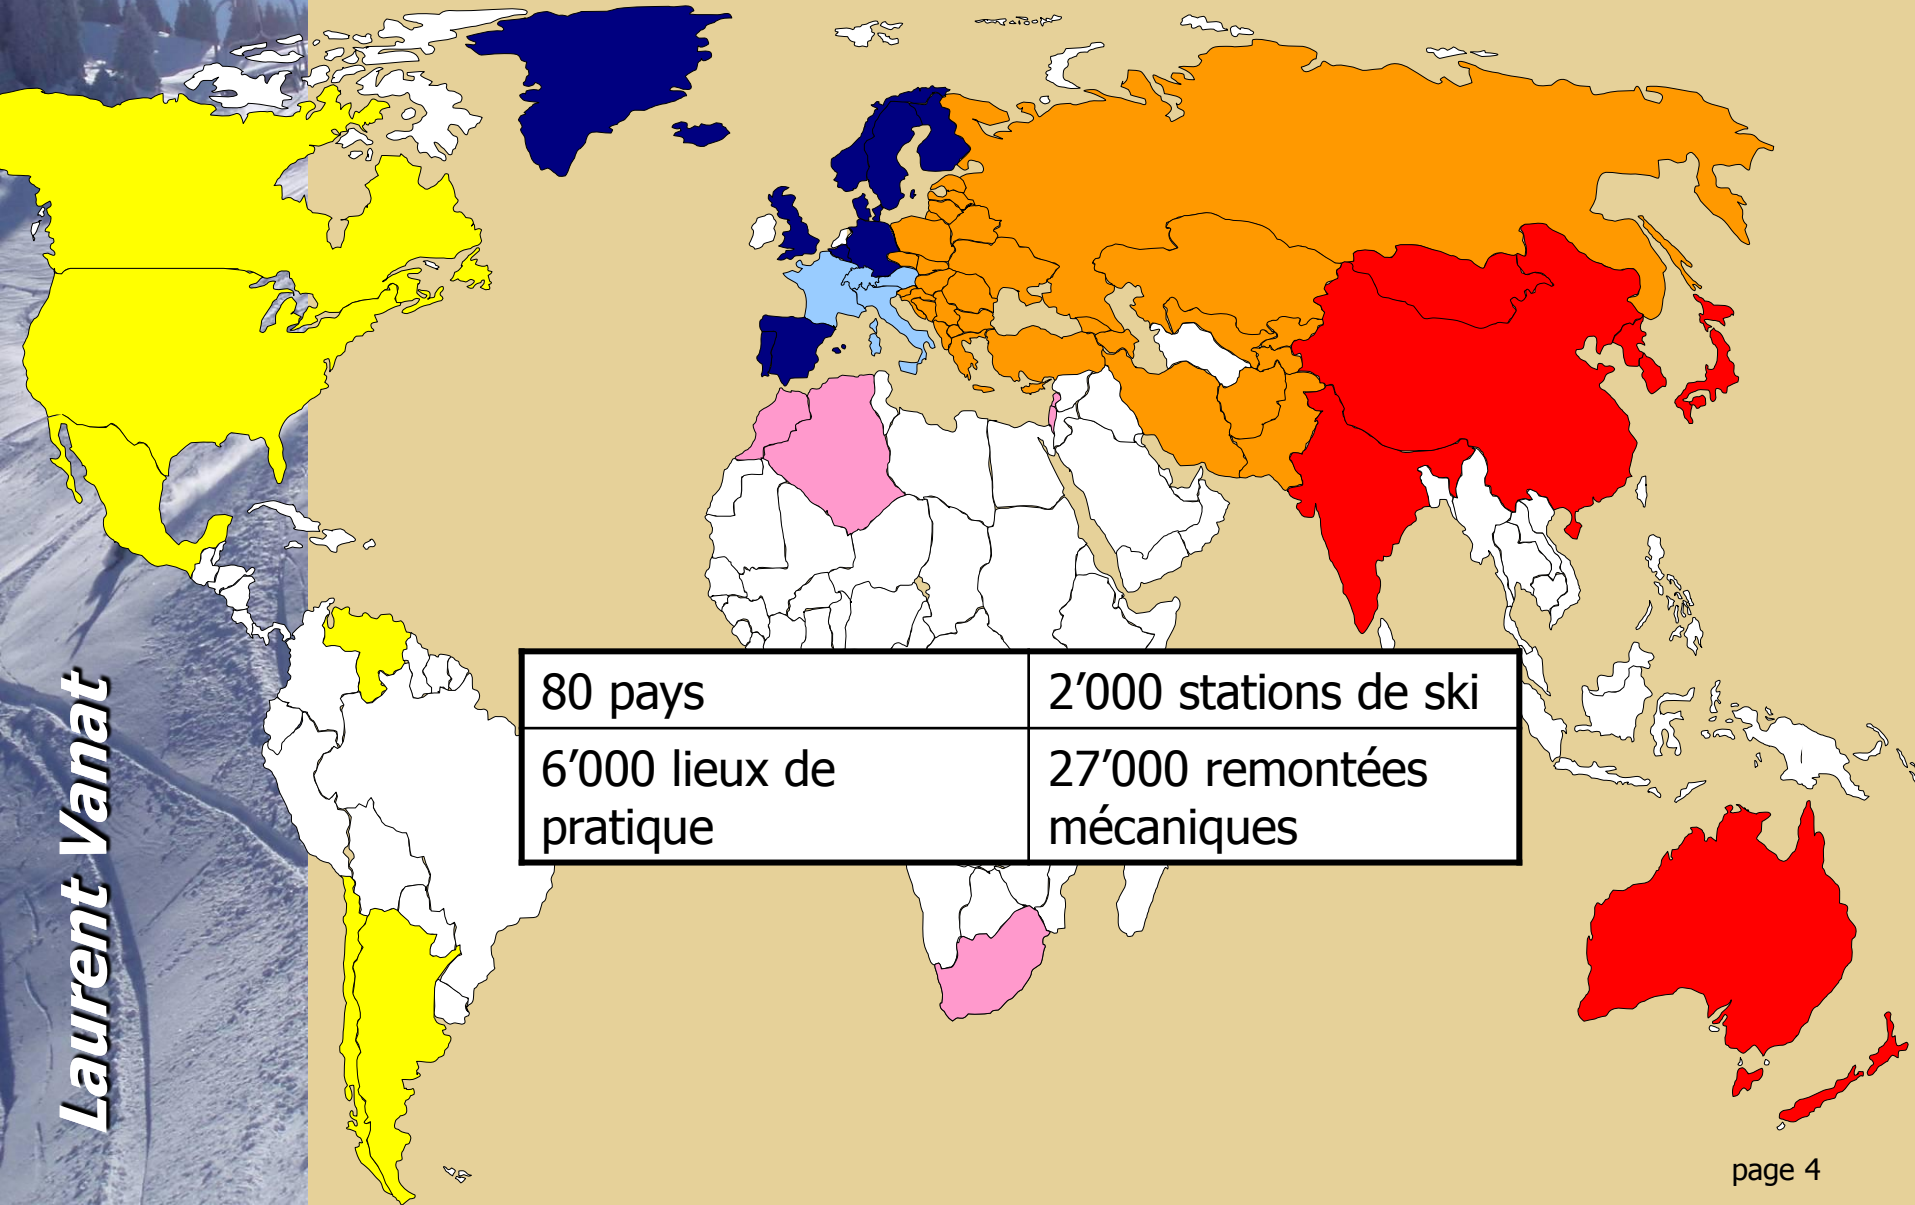 Laurent Vanat
80 pays
2’000 stations de ski
6’000 lieux de
pratique
27’000 remontées
mécaniques
page 4